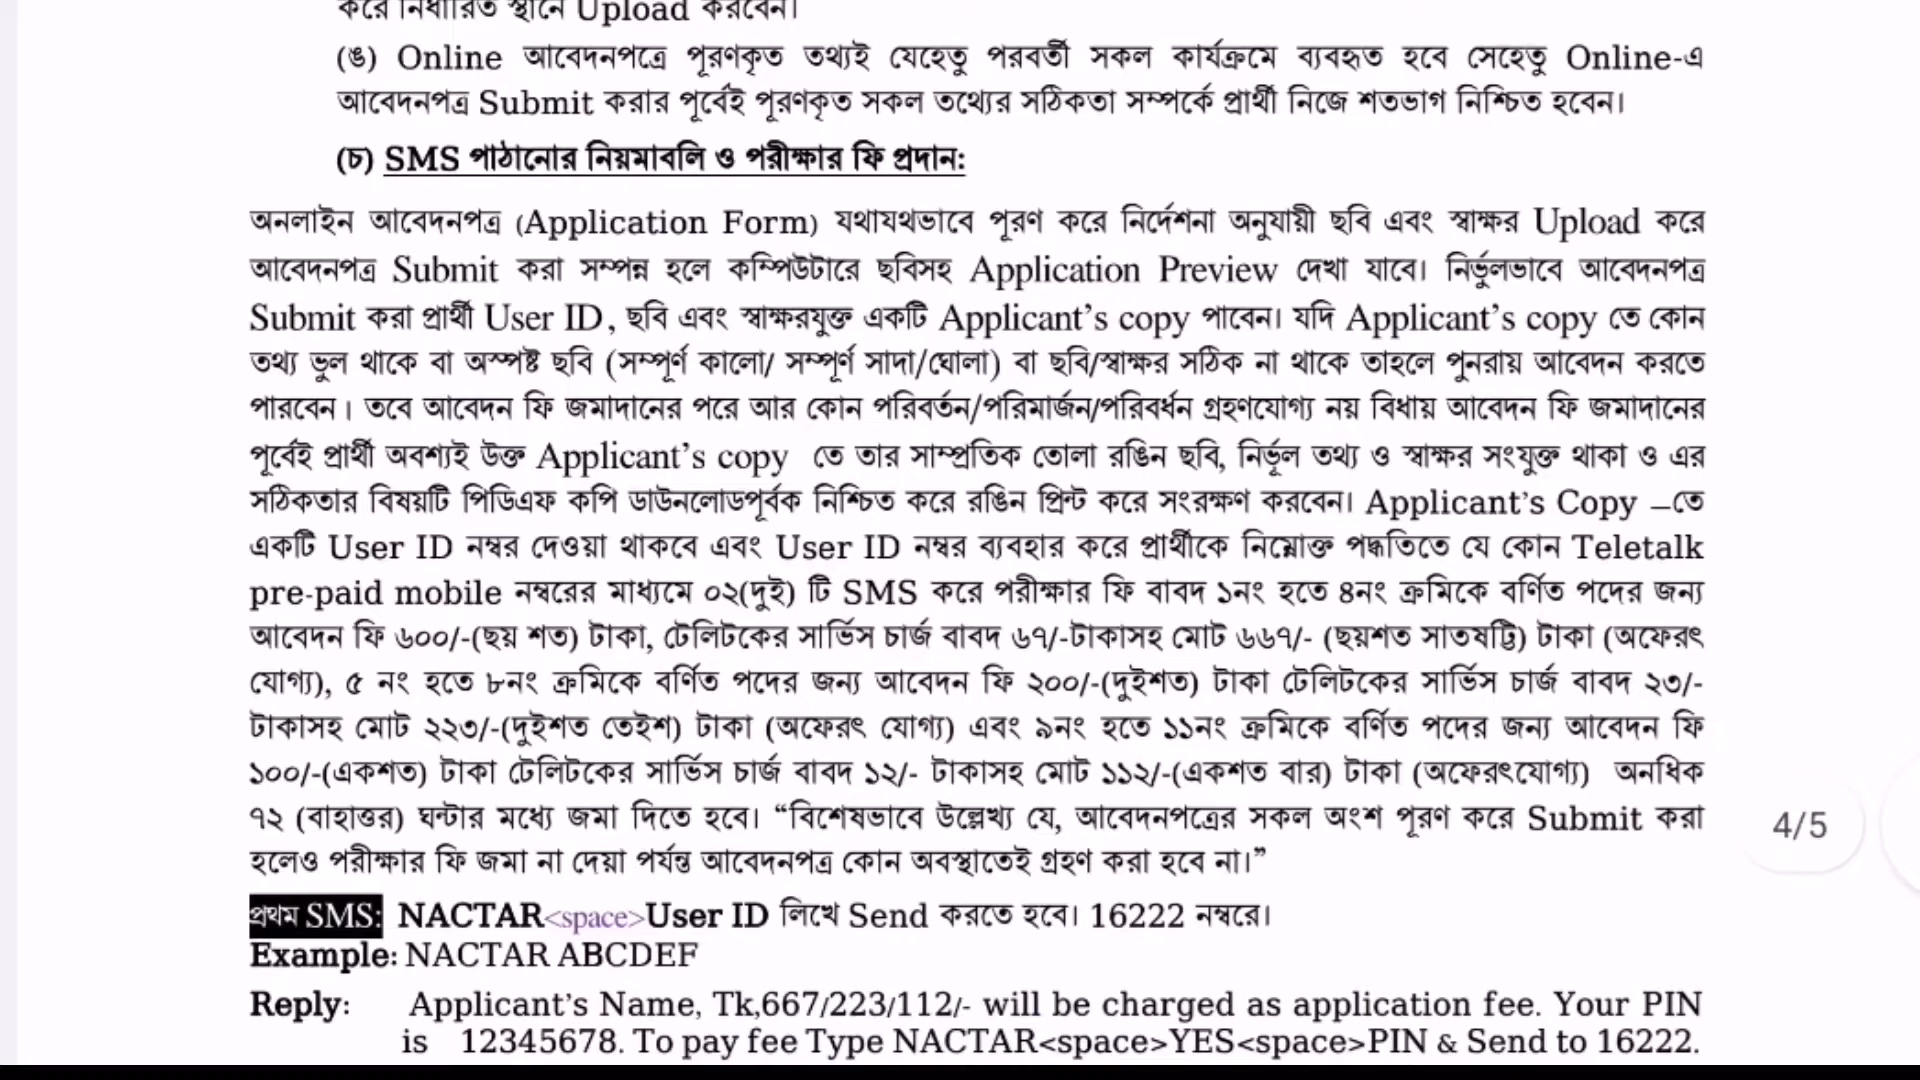 করে নির্ধারিত স্থানে Upload করবেন।
(ঙ) Online আবেদনপত্রে পূরণকৃত তথ্যই যেহেতু পরবর্তী সকল কার্যক্রমে ব্যবহৃত হবে সেহেতু Online-এ
আবেদনপত্র Submit করার পূর্বেই পূরণকৃত সকল তথ্যের সঠিকতা সম্পর্কে প্রার্থী নিজে শতভাগ নিশ্চিত হবেন।
(চ) SMS পাঠানোর নিয়মাবলি ও পরীক্ষার ফি প্রদান:
অনলাইন আবেদনপত্র (Application Form) যথাযথভাবে পূরণ করে নির্দেশনা অনুযায়ী ছবি এবং স্বাক্ষর Upload করে
আবেদনপত্র Submit করা সম্পন্ন হলে কম্পিউটারে ছবিসহ Application Preview দেখা যাবে। নির্ভুলভাবে আবেদনপত্র
Submit করা প্রার্থী User ID, ছবি এবং স্বাক্ষরযুক্ত একটি Applicant's copy পাবেন। যদি Applicant's copy তে কোন
তথ্য ভুল থাকে বা অস্পষ্ট ছবি (সম্পূর্ণ কালো/ সম্পূর্ণ সাদা/ঘোলা) বা ছবি/স্বাক্ষর সঠিক না থাকে তাহলে পুনরায় আবেদন করতে
পারবেন। তবে আবেদন ফি জমাদানের পরে আর কোন পরিবর্তন/পরিমার্জন/পরিবর্ধন গ্রহণযোগ্য নয় বিধায় আবেদন ফি জমাদানের
পূর্বেই প্রার্থী অবশ্যই উক্ত Applicant's copy তে তার সাম্প্রতিক তোলা রঙিন ছবি, নির্ভূল তথ্য ও স্বাক্ষর সংযুক্ত থাকা ও এর
সঠিকতার বিষয়টি পিডিএফ কপি ডাউনলোডপূর্বক নিশ্চিত করে রঙিন প্রিন্ট করে সংরক্ষণ করবেন। Applicant's Copy –তে
একটি User ID নম্বর দেওয়া থাকবে এবং User ID নম্বর ব্যবহার করে প্রার্থীকে নিম্নোক্ত পদ্ধতিতে যে কোন Teletalk
pre-paid mobile নম্বরের মাধ্যমে ০২(দুই) টি SMS করে পরীক্ষার ফি বাবদ ১নং হতে ৪নং ক্রমিকে বর্ণিত পদের জন্য
আবেদন ফি ৬০০/-(ছয় শত) টাকা, টেলিটকের সার্ভিস চার্জ বাবদ ৬৭/-টাকাসহ মোট ৬৬৭/- (ছয়শত সাতষট্টি) টাকা (অফেরৎ
যোগ্য), ৫ নং হতে ৮নং ক্রমিকে বর্ণিত পদের জন্য আবেদন ফি ২০০/-(দুইশত) টাকা টেলিটকের সার্ভিস চার্জ বাবদ ২৩/-
টাকাসহ মোট ২২৩/-(দুইশত তেইশ) টাকা (অফেরৎ যোগ্য) এবং ৯নং হতে ১১নং ক্রমিকে বর্ণিত পদের জন্য আবেদন ফি
১০০/-(একশত) টাকা টেলিটকের সার্ভিস চার্জ বাবদ ১২/- টাকাসহ মোট ১১২/-(একশত বার) টাকা (অফেরৎযোগ্য) অনধিক
৭২ (বাহাত্তর) ঘন্টার মধ্যে জমা দিতে হবে। “বিশেষভাবে উল্লেখ্য যে, আবেদনপত্রের সকল অংশ পূরণ করে Submit করা
হলেও পরীক্ষার ফি জমা না দেয়া পর্যন্ত আবেদনপত্র কোন অবস্থাতেই গ্রহণ করা হবে না।”
প্রথম SMS: NACTAR<space>User ID লিখে Send করতে হবে। 16222 নম্বরে।
Example: NACTAR ABCDEF
Reply: Applicant's Name, Tk,667/223/112/- will be charged as application fee. Your PIN
is 12345678. To pay fee Type NACTAR<space>YES<space>PIN & Send to 16222.
4/5